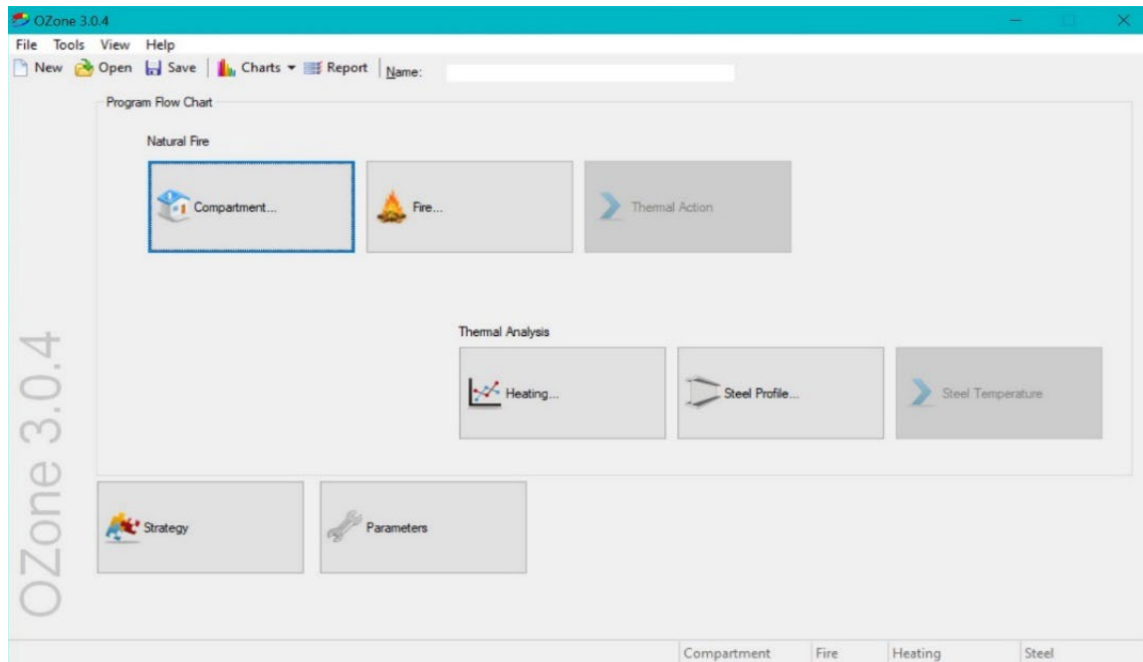 OZone 3.0.4
File Tools View Help
New Open Save Charts Report Name:
Program Flow Chart
Natural Fire
Compartment... Fire... Thermal Action
Thermal Analysis
Heating... Steel Profile... Steel Temperature
Strategy Parameters
OZone 3.0.4
Compartment Fire Heating Steel